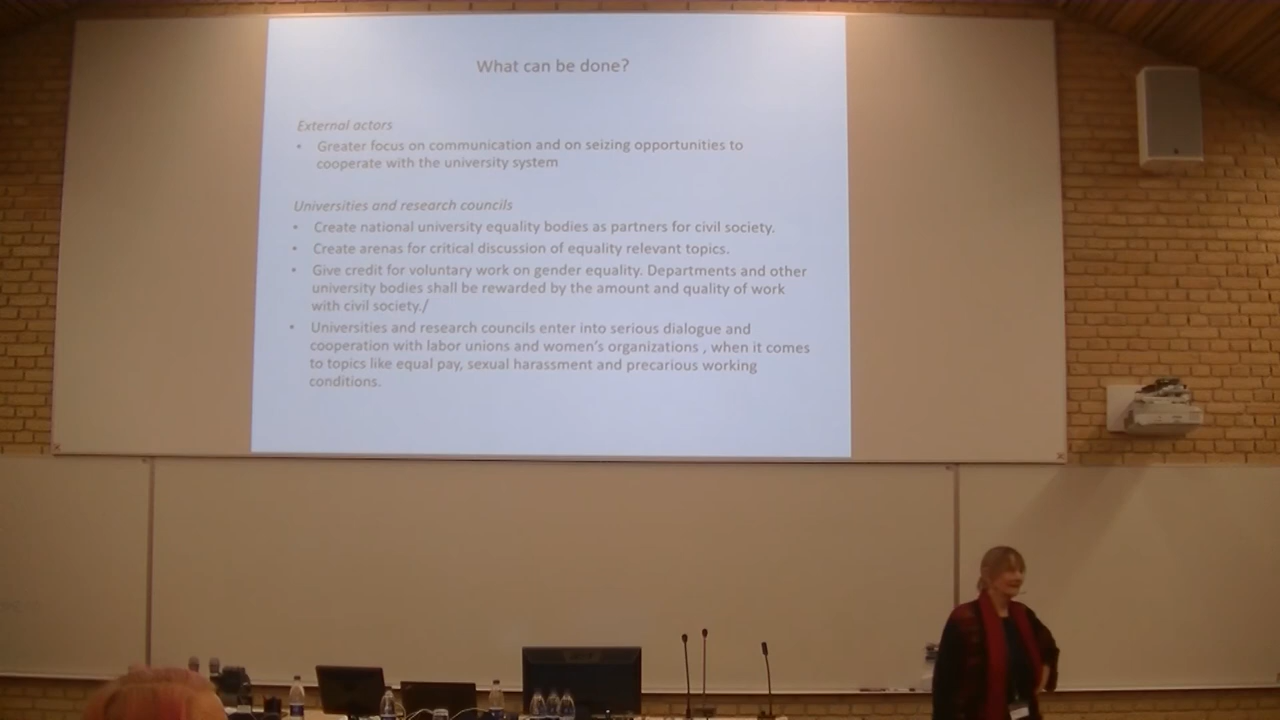 What can be done?
External actors
• Greater focus on communication and on seizing opportunities to
cooperate with the university system
Universities and research councils
• Create national university equality bodies as partners for civil society.
• Create arenas for critical discussion of equality relevant topics.
• Give credit for voluntary work on gender equality. Departments and other
university bodies shall be rewarded by the amount and quality of work
with civil society./
• Universities and research councils enter into serious dialogue and
cooperation with labor unions and women's organizations , when it comes
to topics like equal pay, sexual harassment and precarious working
conditions.